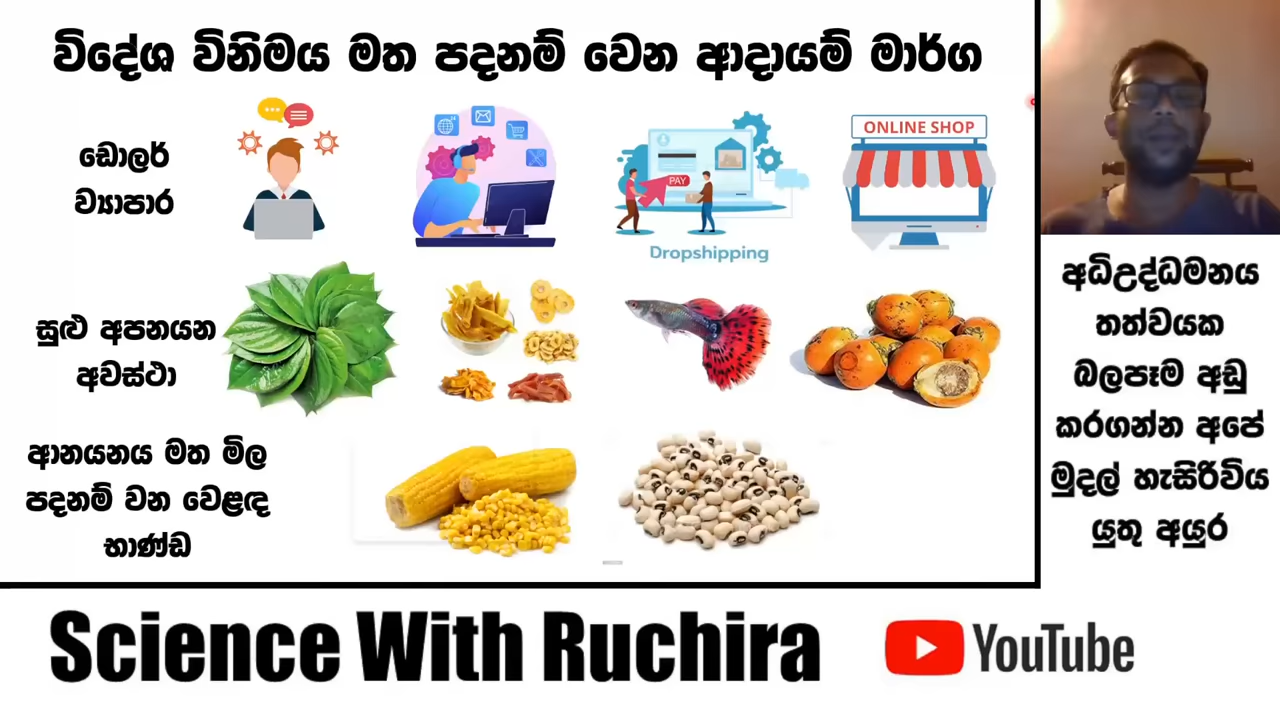 විදේශ විනිමය මත පදනම් වෙන ආදායම් මාර්ග
ඩොලර්
ව්‍යාපාර
PAY
Dropshipping
ONLINE SHOP
සුළු අපනයන
අවස්ථා
ආනයනය මත මිල
පදනම් වන වෙළඳ
භාණ්ඩ
අධිඋද්ධමනය
තත්වයක
බලපෑම අඩු
කරගන්න අපේ
මුදල් හැසිරිවිය
යුතු අයුර
Science With Ruchira
YouTube